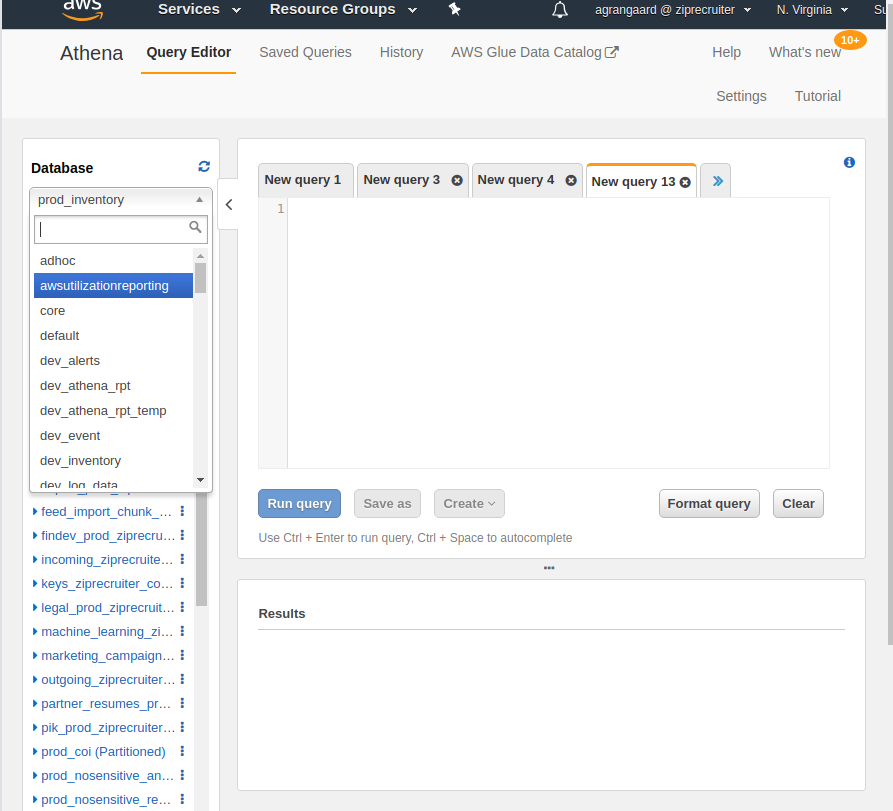 aws
Services
Resource Groups
agrangaard @ ziprecruiter
N. Virginia
Su
Athena
Query Editor
Saved Queries
History
AWS Glue Data Catalog
Help
What's new
10+
Settings
Tutorial
Database
prod_inventory
adhoc
awsutilizationreporting
core
default
dev_alerts
dev_athena_rpt
dev_athena_rpt_temp
dev_event
dev_inventory
dev_log_data
feed_import_chunk_...
findev_prod_ziprecru...
incoming_ziprecruite...
keys_ziprecruiter_co...
legal_prod_ziprecruit...
machine_learning_zi...
marketing_campaign...
outgoing_ziprecruiter...
partner_resumes_pr...
pik_prod_ziprecruiter...
prod_coi (Partitioned)
prod_nosensitive_an...
prod_nosensitive_re...
New query 1
New query 3
New query 4
New query 13
1
Run query
Save as
Create
Format query
Clear
Use Ctrl + Enter to run query, Ctrl + Space to autocomplete
Results